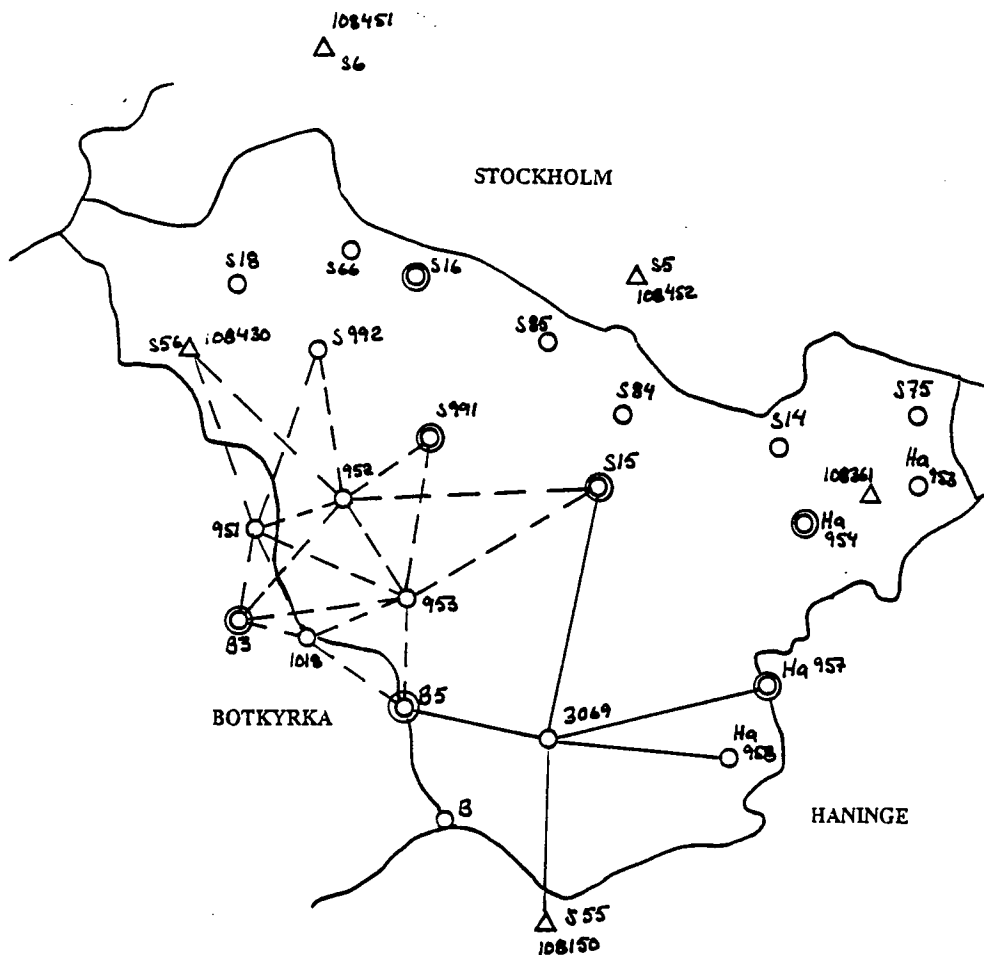 108451
S6
STOCKHOLM
S18
S66
S16
S5
108452
S56 108430
S992
S85
S991
S84
S14
S75
952
S15
108361
Ha 953
951
Ha 954
953
B3
1018
Ha 957
B5
BOTKYRKA
3069
Ha 958
B
HANINGE
S55
108150